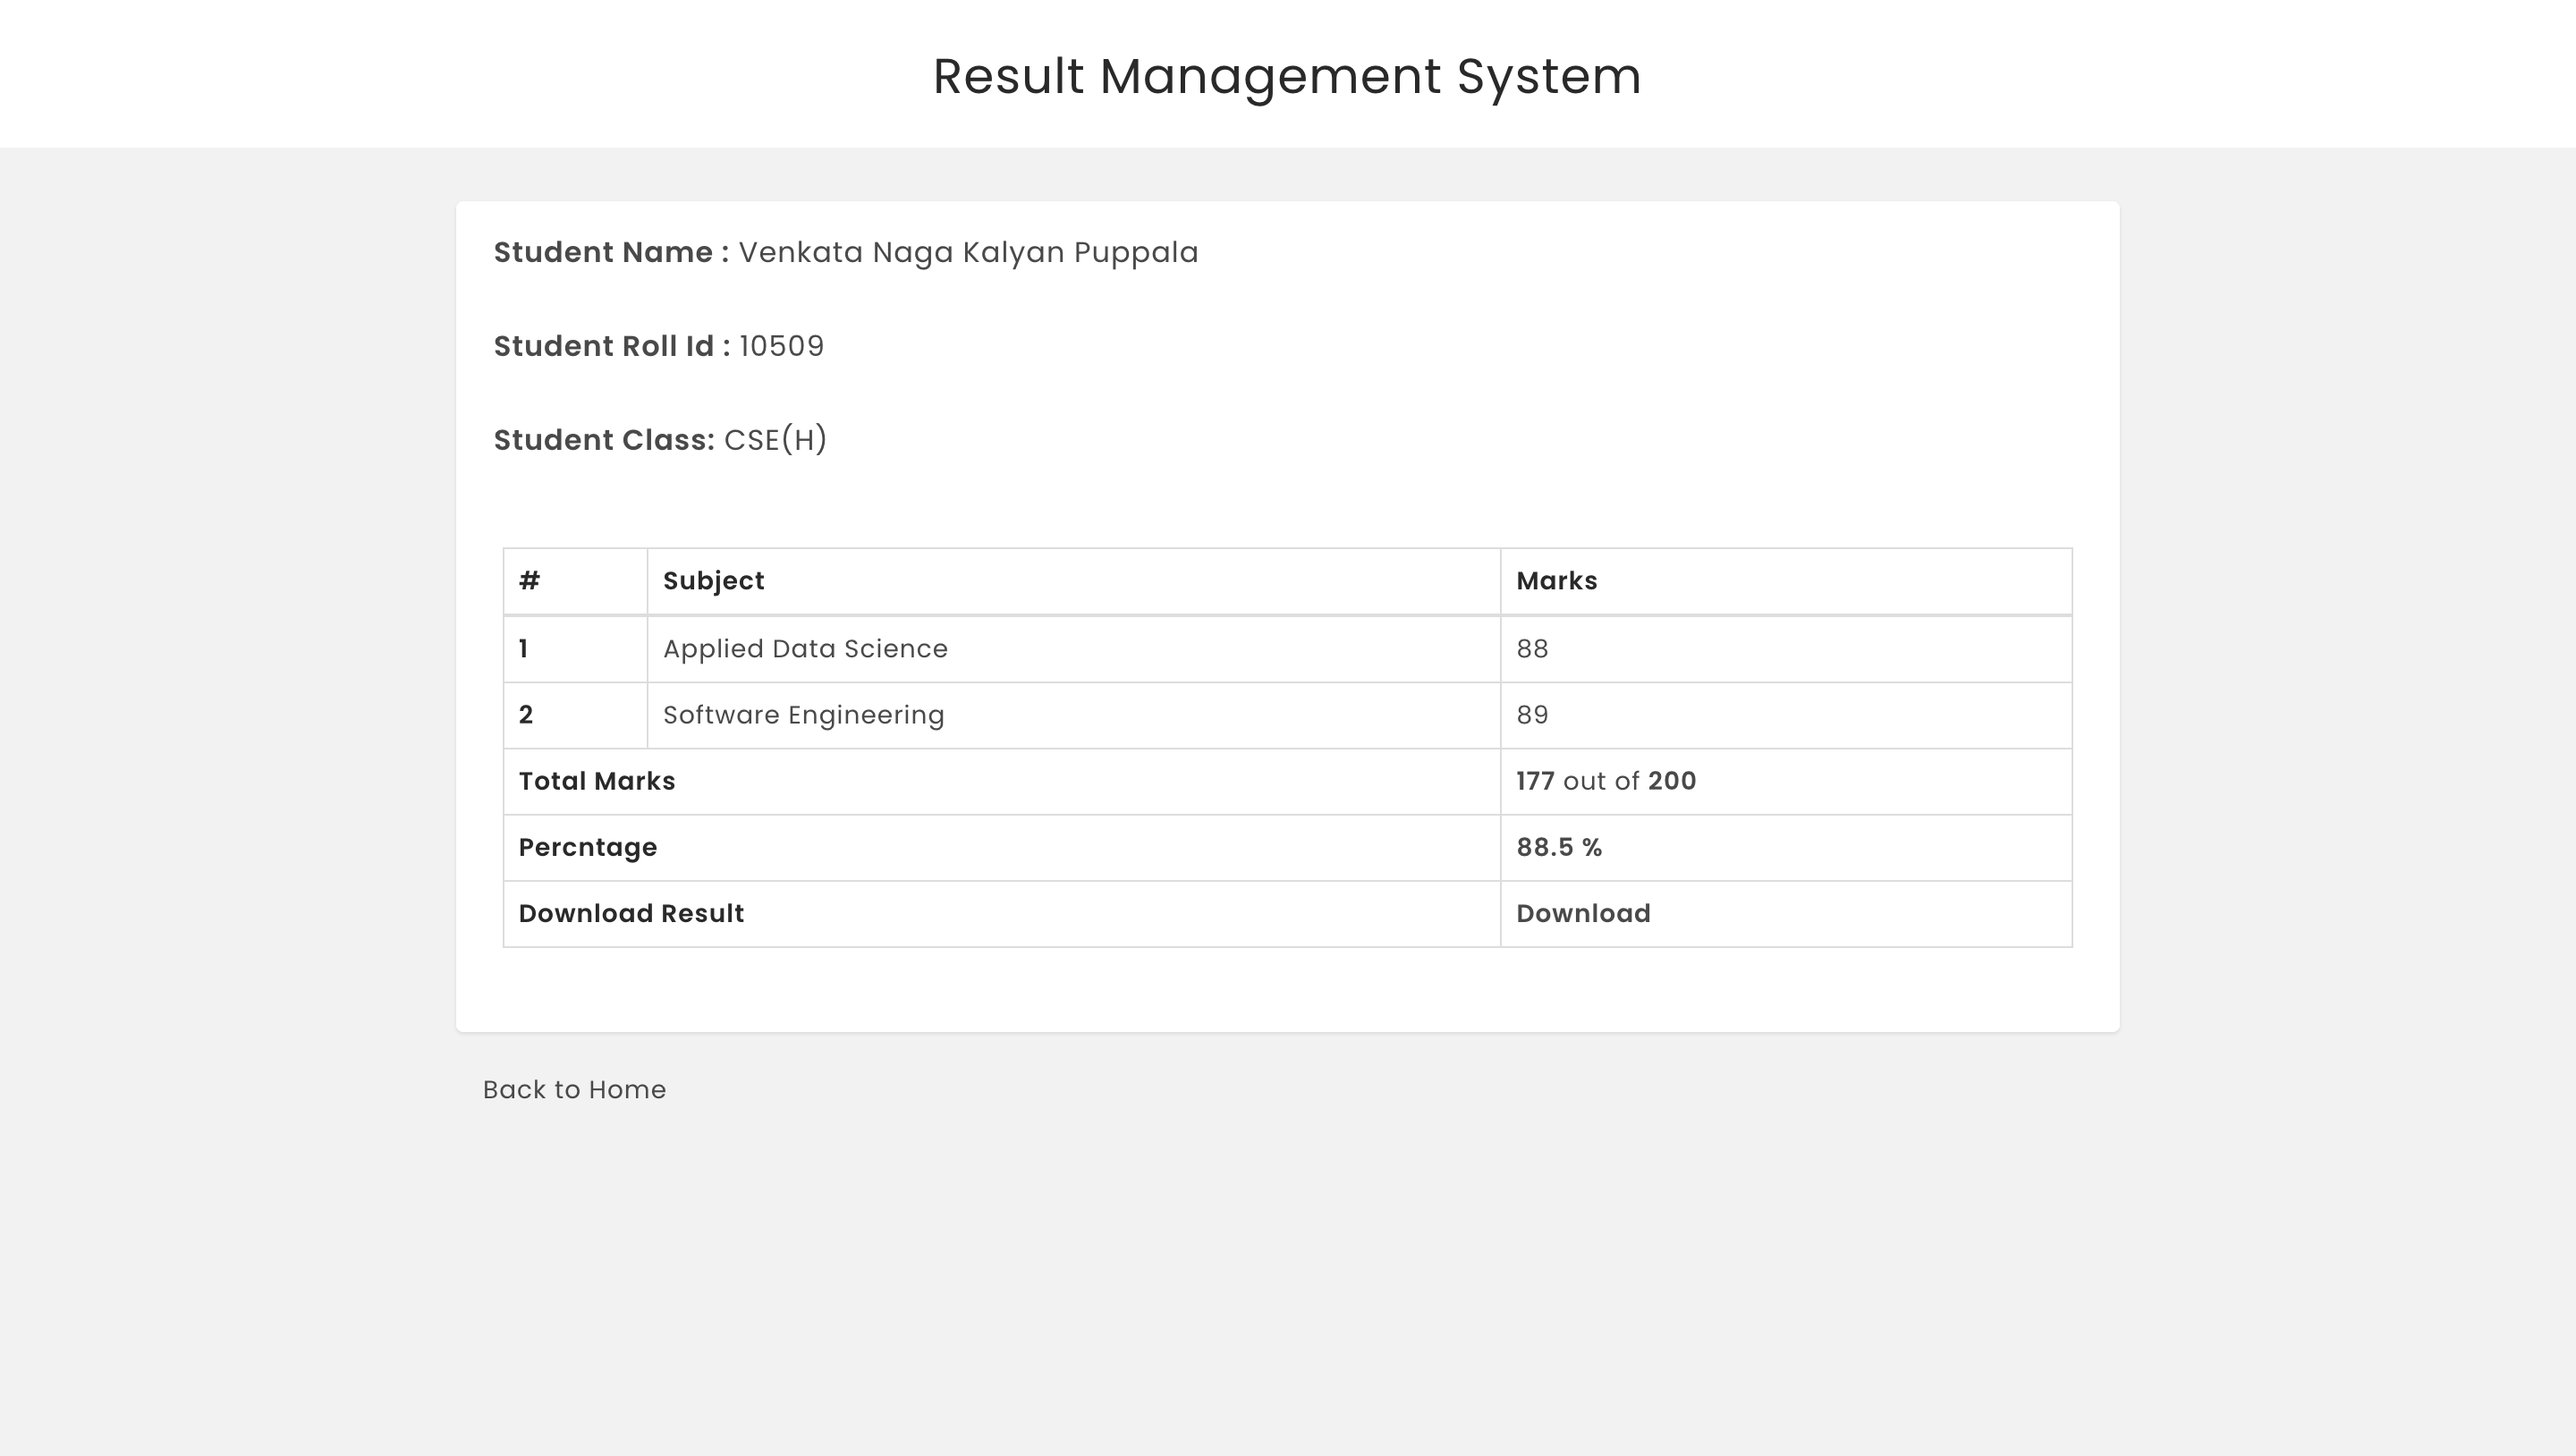 Result Management System
Student Name : Venkata Naga Kalyan Puppala
Student Roll Id : 10509
Student Class: CSE(H)
# Subject Marks
1 Applied Data Science 88
2 Software Engineering 89
Total Marks 177 out of 200
Percntage 88.5 %
Download Result Download
Back to Home